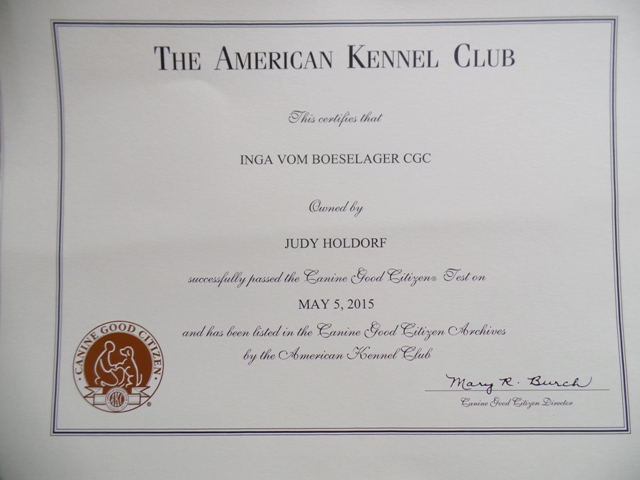 THE AMERICAN KENNEL CLUB
This certifies that
INGA VOM BOESELAGER CGC
Owned by
JUDY HOLDORF
successfully passed the Canine Good Citizen® Test on
MAY 5, 2015
and has been listed in the Canine Good Citizen Archives
by the American Kennel Club
CANINE GOOD CITIZEN
AKC
®
Mary R. Burch
Canine Good Citizen Director